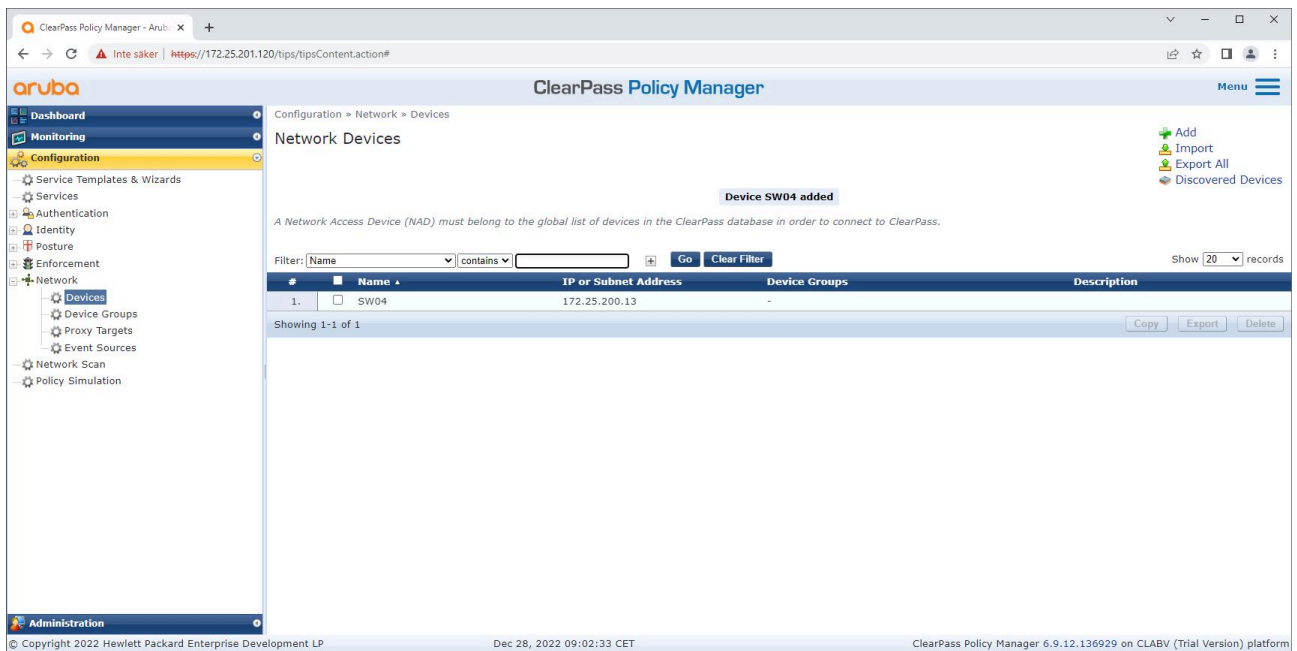 ClearPass Policy Manager - Aruba
Inte säker | https://172.25.201.120/tips/tipsContent.action#
aruba
ClearPass Policy Manager
Menu
Dashboard
Monitoring
Configuration
Service Templates & Wizards
Services
Authentication
Identity
Posture
Enforcement
Network
Devices
Device Groups
Proxy Targets
Event Sources
Network Scan
Policy Simulation
Administration
Configuration » Network » Devices
Network Devices
Add
Import
Export All
Discovered Devices
Device SW04 added
A Network Access Device (NAD) must belong to the global list of devices in the ClearPass database in order to connect to ClearPass.
Filter: Name contains Go Clear Filter Show 20 records
# Name IP or Subnet Address Device Groups Description
1. SW04 172.25.200.13 -
Showing 1-1 of 1 Copy Export Delete
© Copyright 2022 Hewlett Packard Enterprise Development LP Dec 28, 2022 09:02:33 CET ClearPass Policy Manager 6.9.12.136929 on CLABV (Trial Version) platform